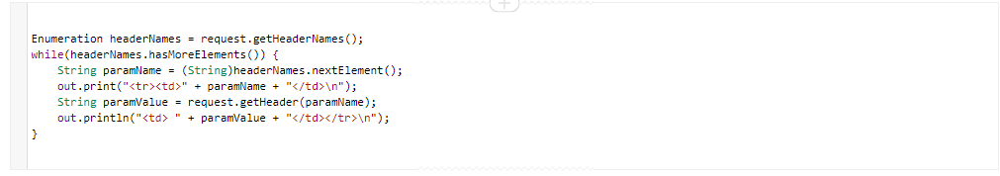 Enumeration headerNames = request.getHeaderNames();
while(headerNames.hasMoreElements()) {
    String paramName = (String)headerNames.nextElement();
    out.print("<tr><td>" + paramName + "</td>\n");
    String paramValue = request.getHeader(paramName);
    out.println("<td> " + paramValue + "</td></tr>\n");
}